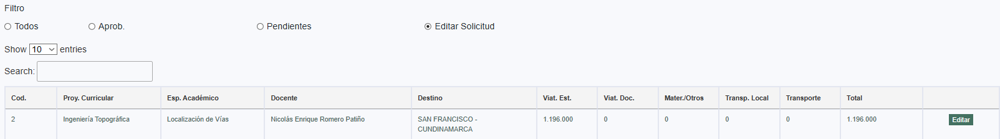 Filtro
Todos Aprob. Pendientes Editar Solicitud
Show 10 entries
Search:
Cod. Proy. Curricular Esp. Académico Docente Destino Viat. Est. Viat. Doc. Mater./Otros Transp. Local Transporte Total
2 Ingeniería Topográfica Localización de Vías Nicolás Enrique Romero Patiño SAN FRANCISCO - 1.196.000 0 0 0 0 1.196.000 Editar
CUNDINAMARCA